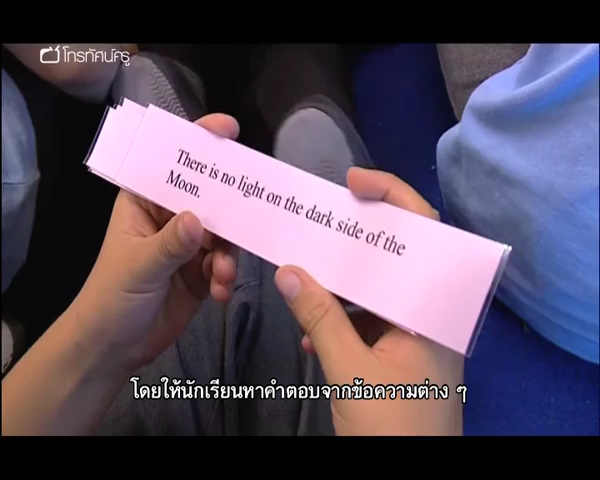 โทรทัศน์ครู
There is no light on the dark side of the
Moon.
โดยให้นักเรียนหาคำตอบจากข้อความต่าง ๆ